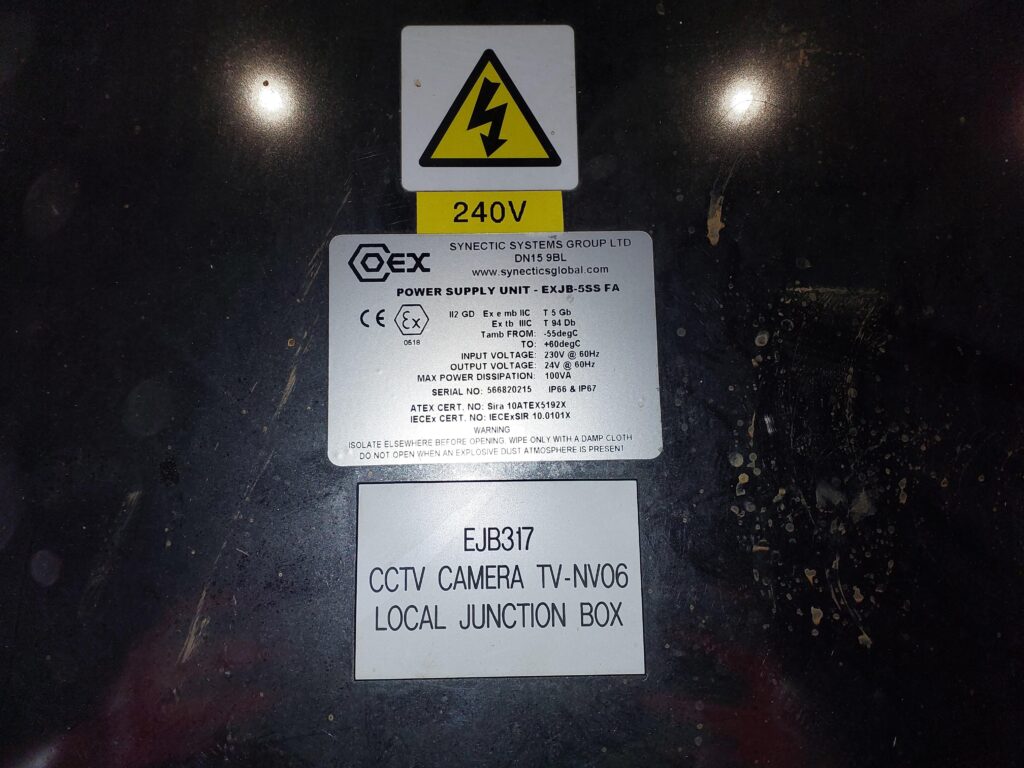 240V
EX
SYNECTIC SYSTEMS GROUP LTD
DN15 9BL
www.synecticsglobal.com
POWER SUPPLY UNIT - EXJB-5SS FA
CE Ex 0518
II2 GD Ex e mb IIC T 5 Gb
Ex tb IIIC T 94 Db
Tamb FROM: -55degC
TO: +60degC
INPUT VOLTAGE: 230V @ 60Hz
OUTPUT VOLTAGE: 24V @ 60Hz
MAX POWER DISSIPATION: 100VA
SERIAL NO: 566820215 IP66 & IP67
ATEX CERT. NO: Sira 10ATEX5192X
IECEx CERT. NO: IECExSIR 10.0101X
WARNING
ISOLATE ELSEWHERE BEFORE OPENING, WIPE ONLY WITH A DAMP CLOTH
DO NOT OPEN WHEN AN EXPLOSIVE DUST ATMOSPHERE IS PRESENT
EJB317
CCTV CAMERA TV-NV06
LOCAL JUNCTION BOX